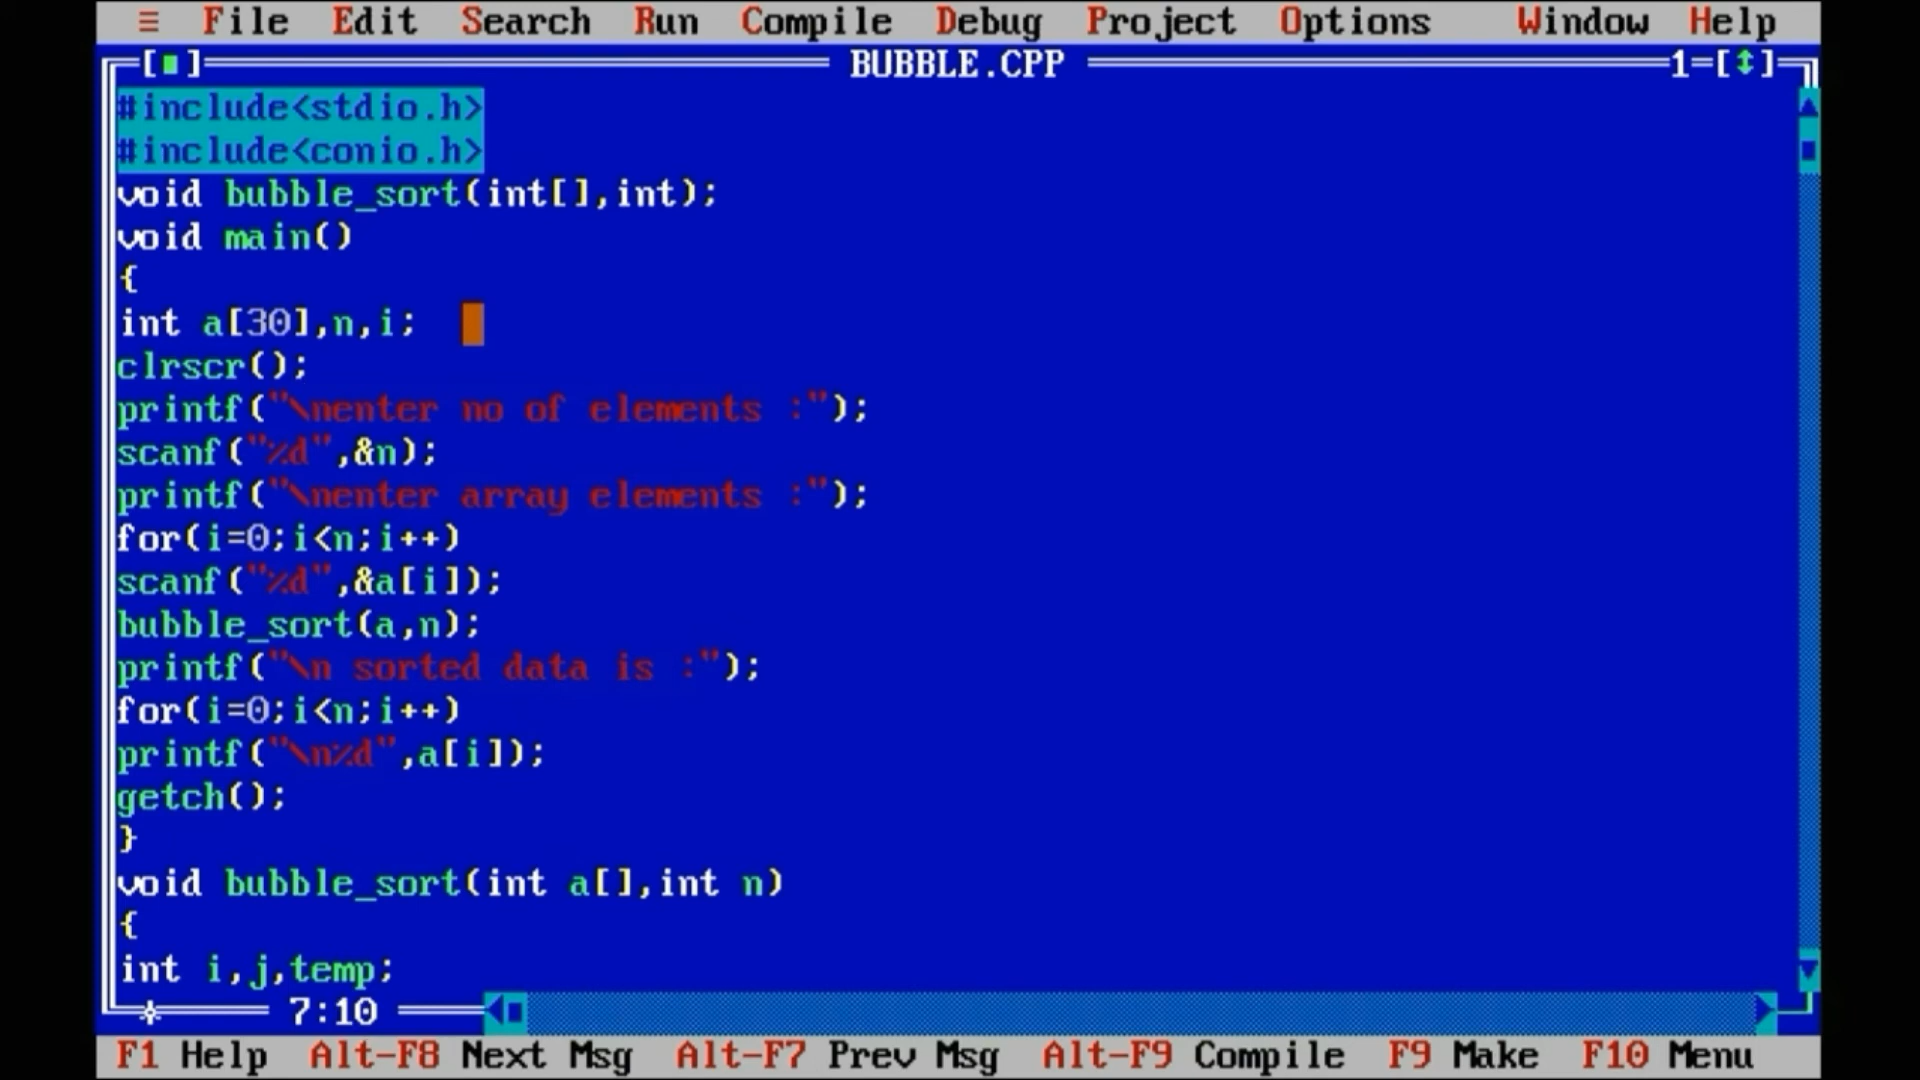 ≡ File Edit Search Run Compile Debug Project Options Window Help
[■] BUBBLE.CPP 1=[↕]
#include<stdio.h>
#include<conio.h>
void bubble_sort(int[],int);
void main()
{
int a[30],n,i;
clrscr();
printf("\nenter no of elements :");
scanf("%d",&n);
printf("\nenter array elements :");
for(i=0;i<n;i++)
scanf("%d",&a[i]);
bubble_sort(a,n);
printf("\n sorted data is :");
for(i=0;i<n;i++)
printf("\n%d",a[i]);
getch();
}
void bubble_sort(int a[],int n)
{
int i,j,temp;
7:10
F1 Help Alt-F8 Next Msg Alt-F7 Prev Msg Alt-F9 Compile F9 Make F10 Menu